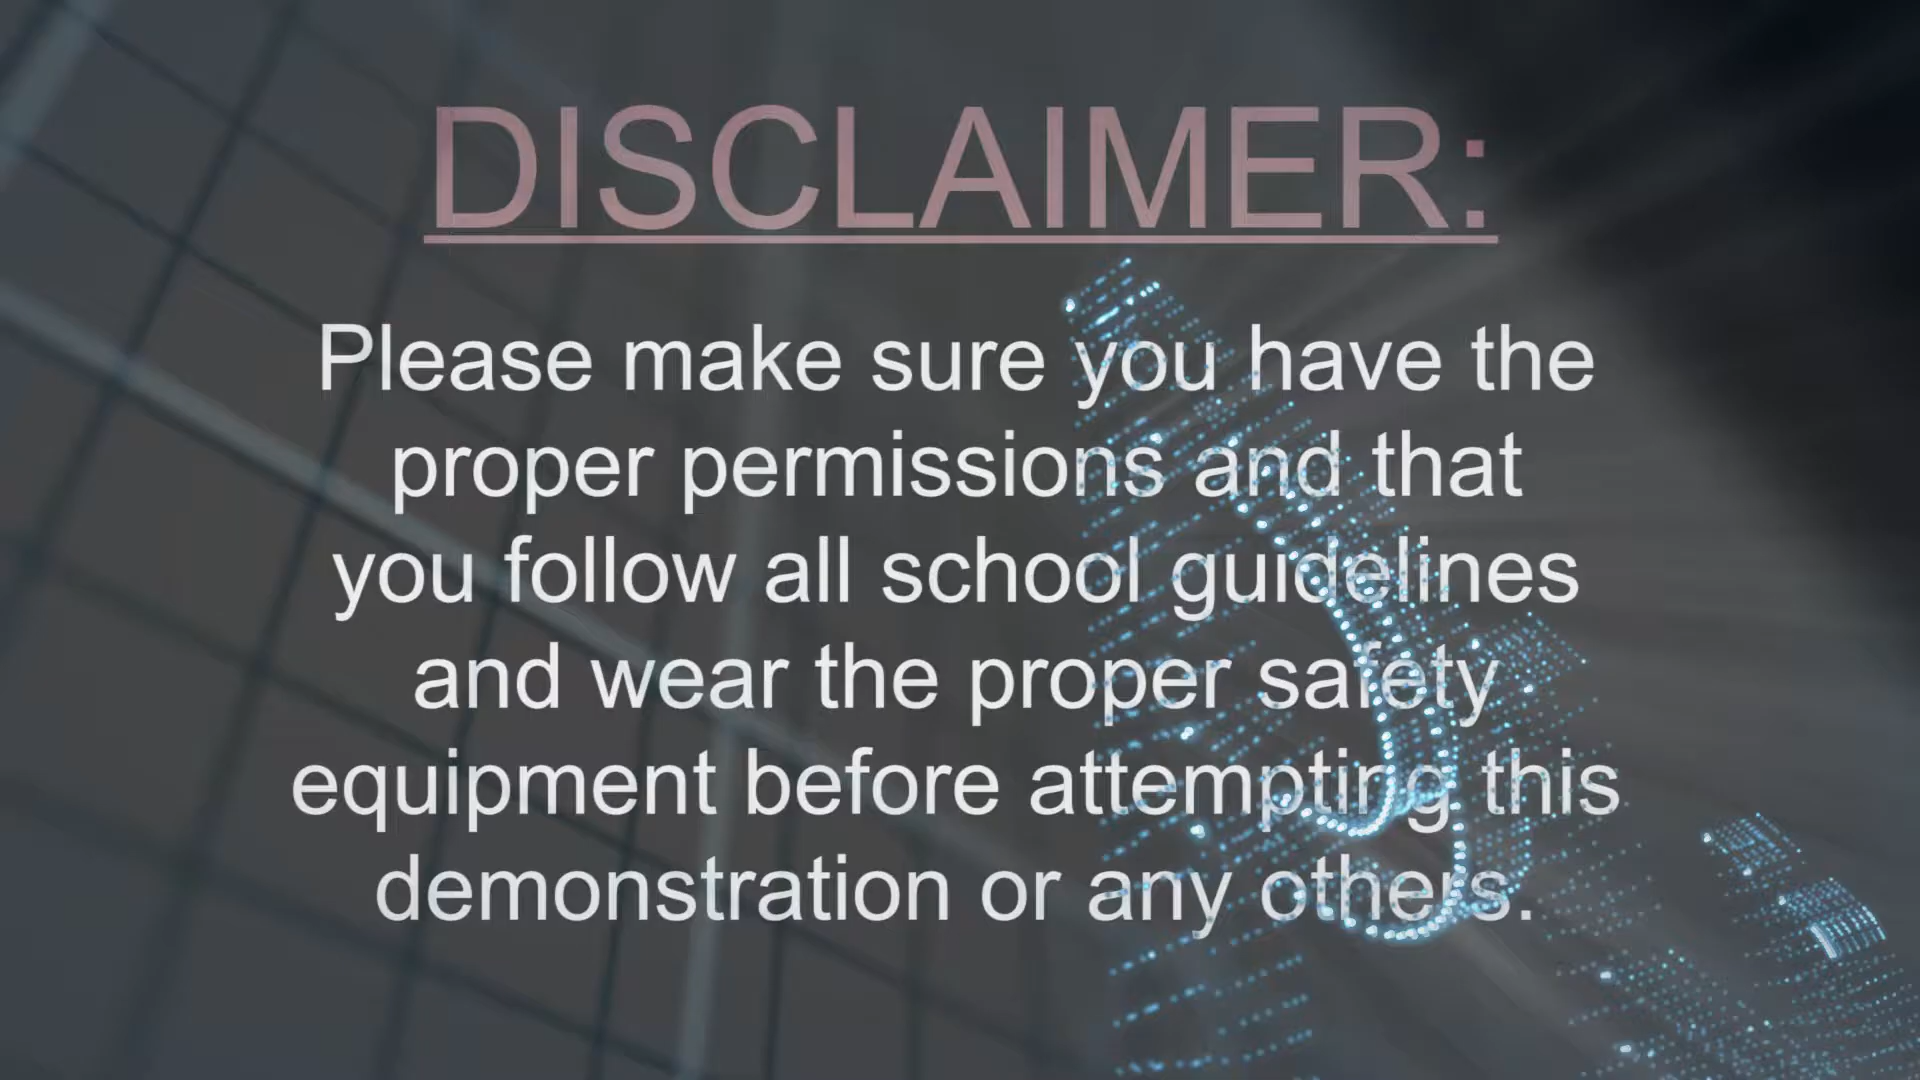 DISCLAIMER:
Please make sure you have the
proper permissions and that
you follow all school guidelines
and wear the proper safety
equipment before attempting this
demonstration or any others.